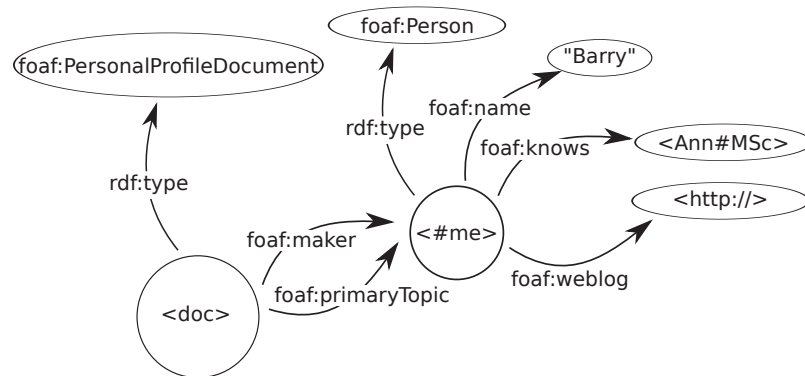 foaf:Person
foaf:PersonalProfileDocument
"Barry"
foaf:name
rdf:type
foaf:knows
<Ann#MSc>
rdf:type
<http://>
foaf:maker
<#me>
foaf:weblog
foaf:primaryTopic
<doc>